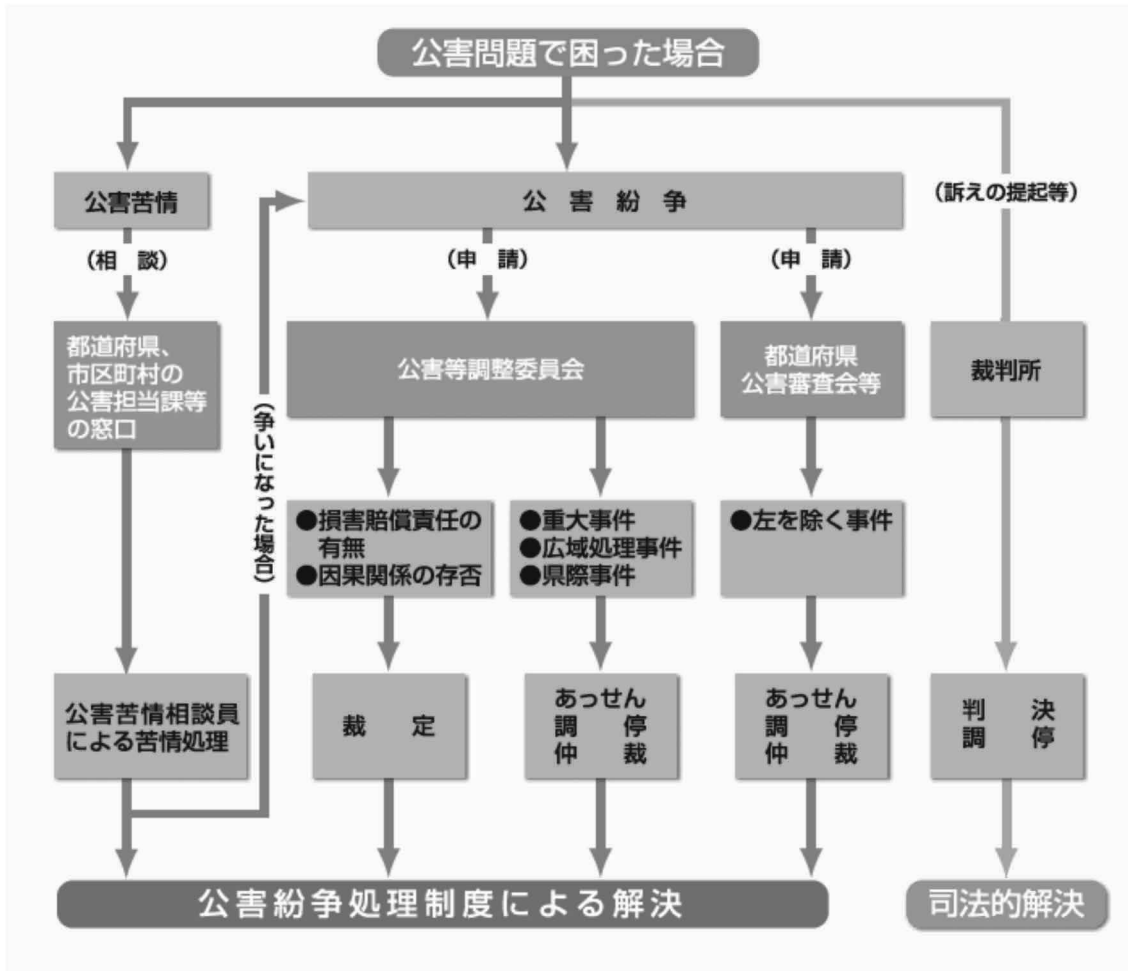 公害問題で困った場合
公害苦情
公害紛争
（訴えの提起等）
（相談）
（申請）
（申請）
都道府県、
市区町村の
公害担当課等
の窓口
公害等調整委員会
都道府県
公害審査会等
裁判所
（争いになった場合）
●損害賠償責任の
有無
●因果関係の存否
●重大事件
●広域処理事件
●県際事件
●左を除く事件
公害苦情相談員
による苦情処理
裁定
あっせん
調停
仲裁
あっせん
調停
仲裁
判決
調停
公害紛争処理制度による解決
司法的解決